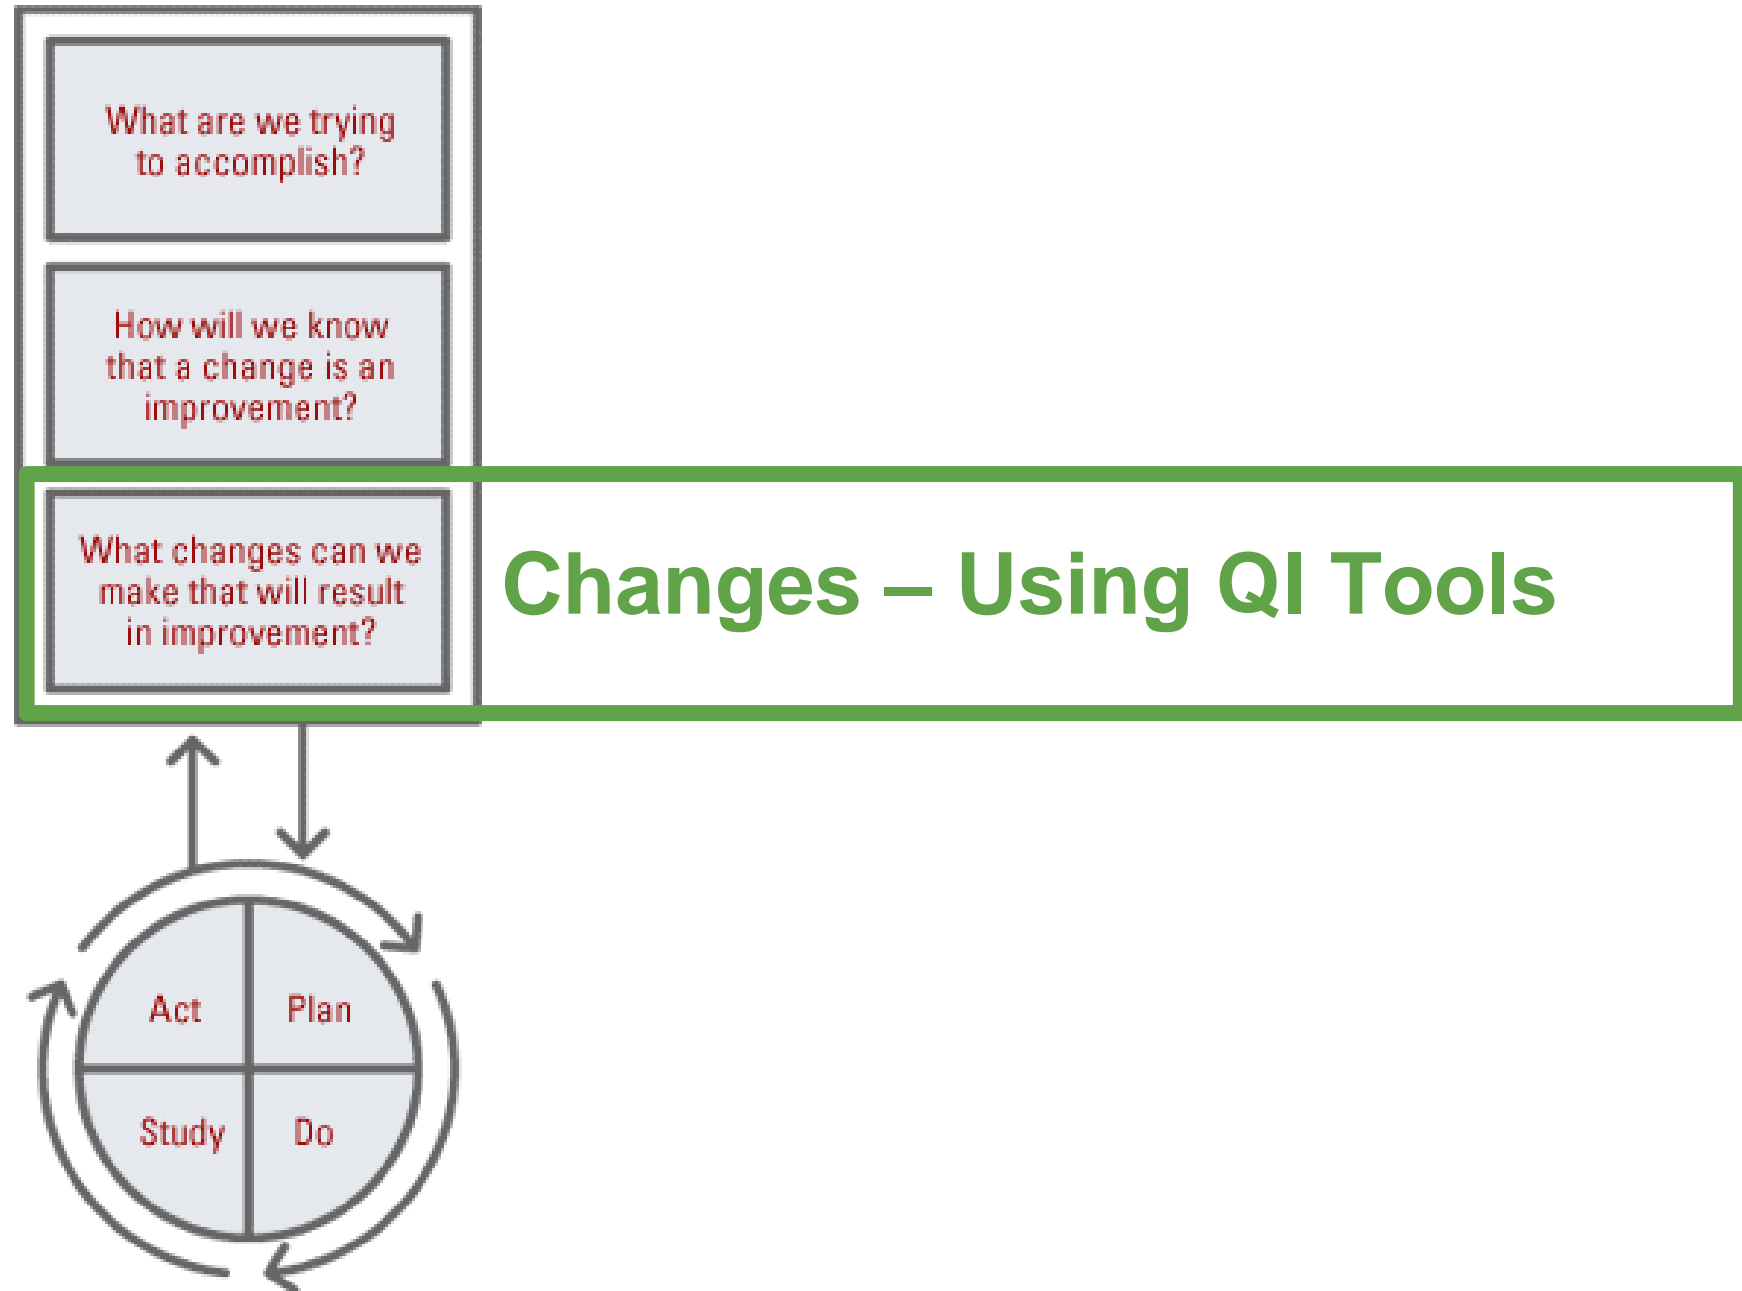 What are we trying
to accomplish?
How will we know
that a change is an
improvement?
What changes can we
make that will result
in improvement?
Changes – Using QI Tools
Act
Plan
Study
Do